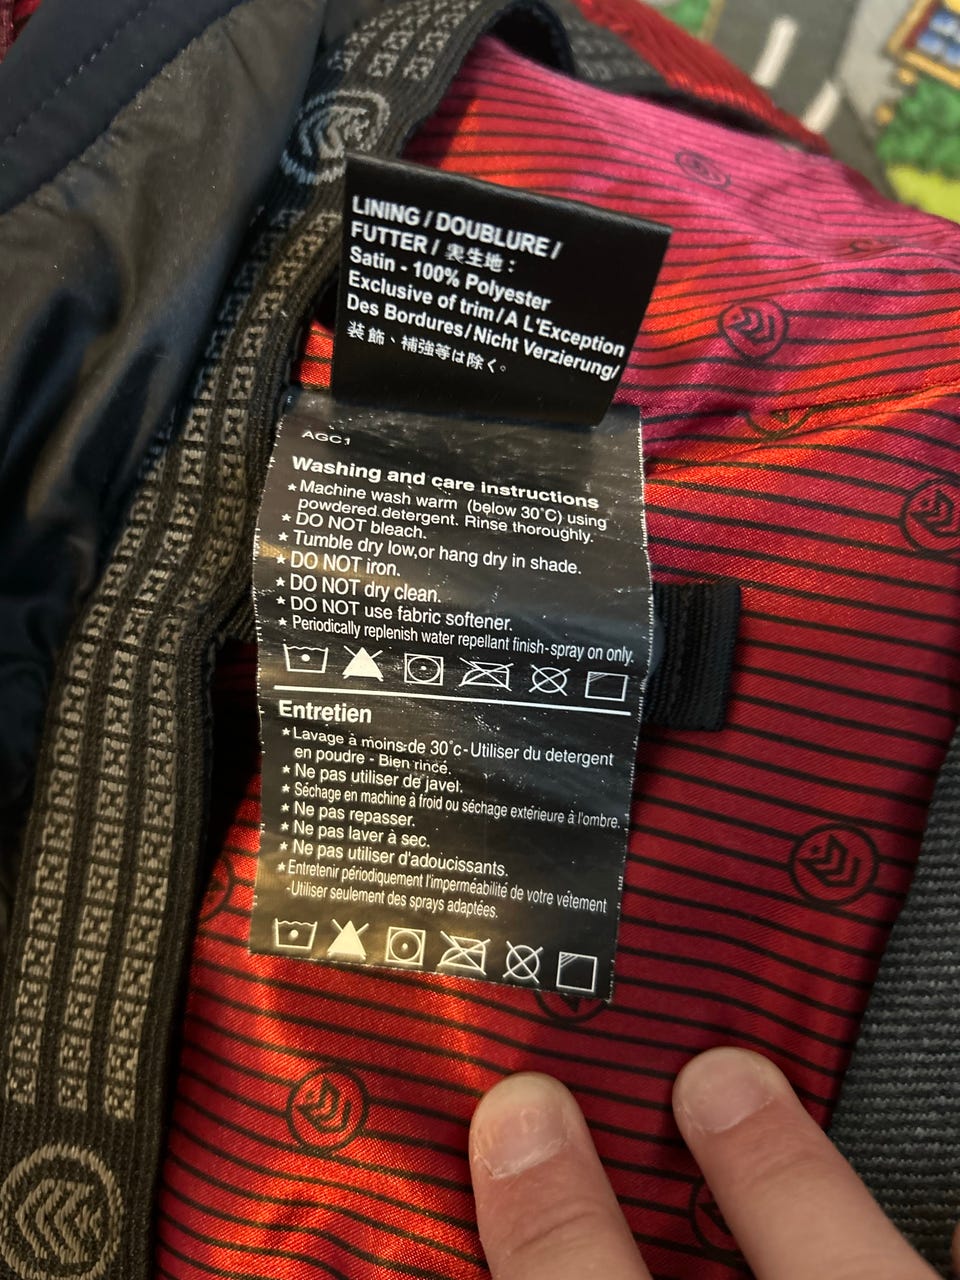 LINING / DOUBLURE /
FUTTER / 裏生地：
Satin - 100% Polyester
Exclusive of trim / A L'Exception
Des Bordures / Nicht Verzierung/
装飾、補強等は除く。
AGC1
Washing and care instructions
★Machine wash warm (below 30°C) using
powdered detergent. Rinse thoroughly.
★DO NOT bleach.
★Tumble dry low,or hang dry in shade.
★DO NOT iron.
★DO NOT dry clean.
★DO NOT use fabric softener.
★Periodically replenish water repellant finish-spray on only.
Entretien
★Lavage à moins de 30°c-Utiliser du detergent
en poudre - Bien rincé.
★Ne pas utiliser de javel.
★Séchage en machine à froid ou séchage extérieure à l'ombre.
★Ne pas repasser.
★Ne pas laver à sec.
★Ne pas utiliser d'adoucissants.
★Entretenir périodiquement l'imperméabilité de votre vétement
-Utiliser seulement des sprays adaptées.